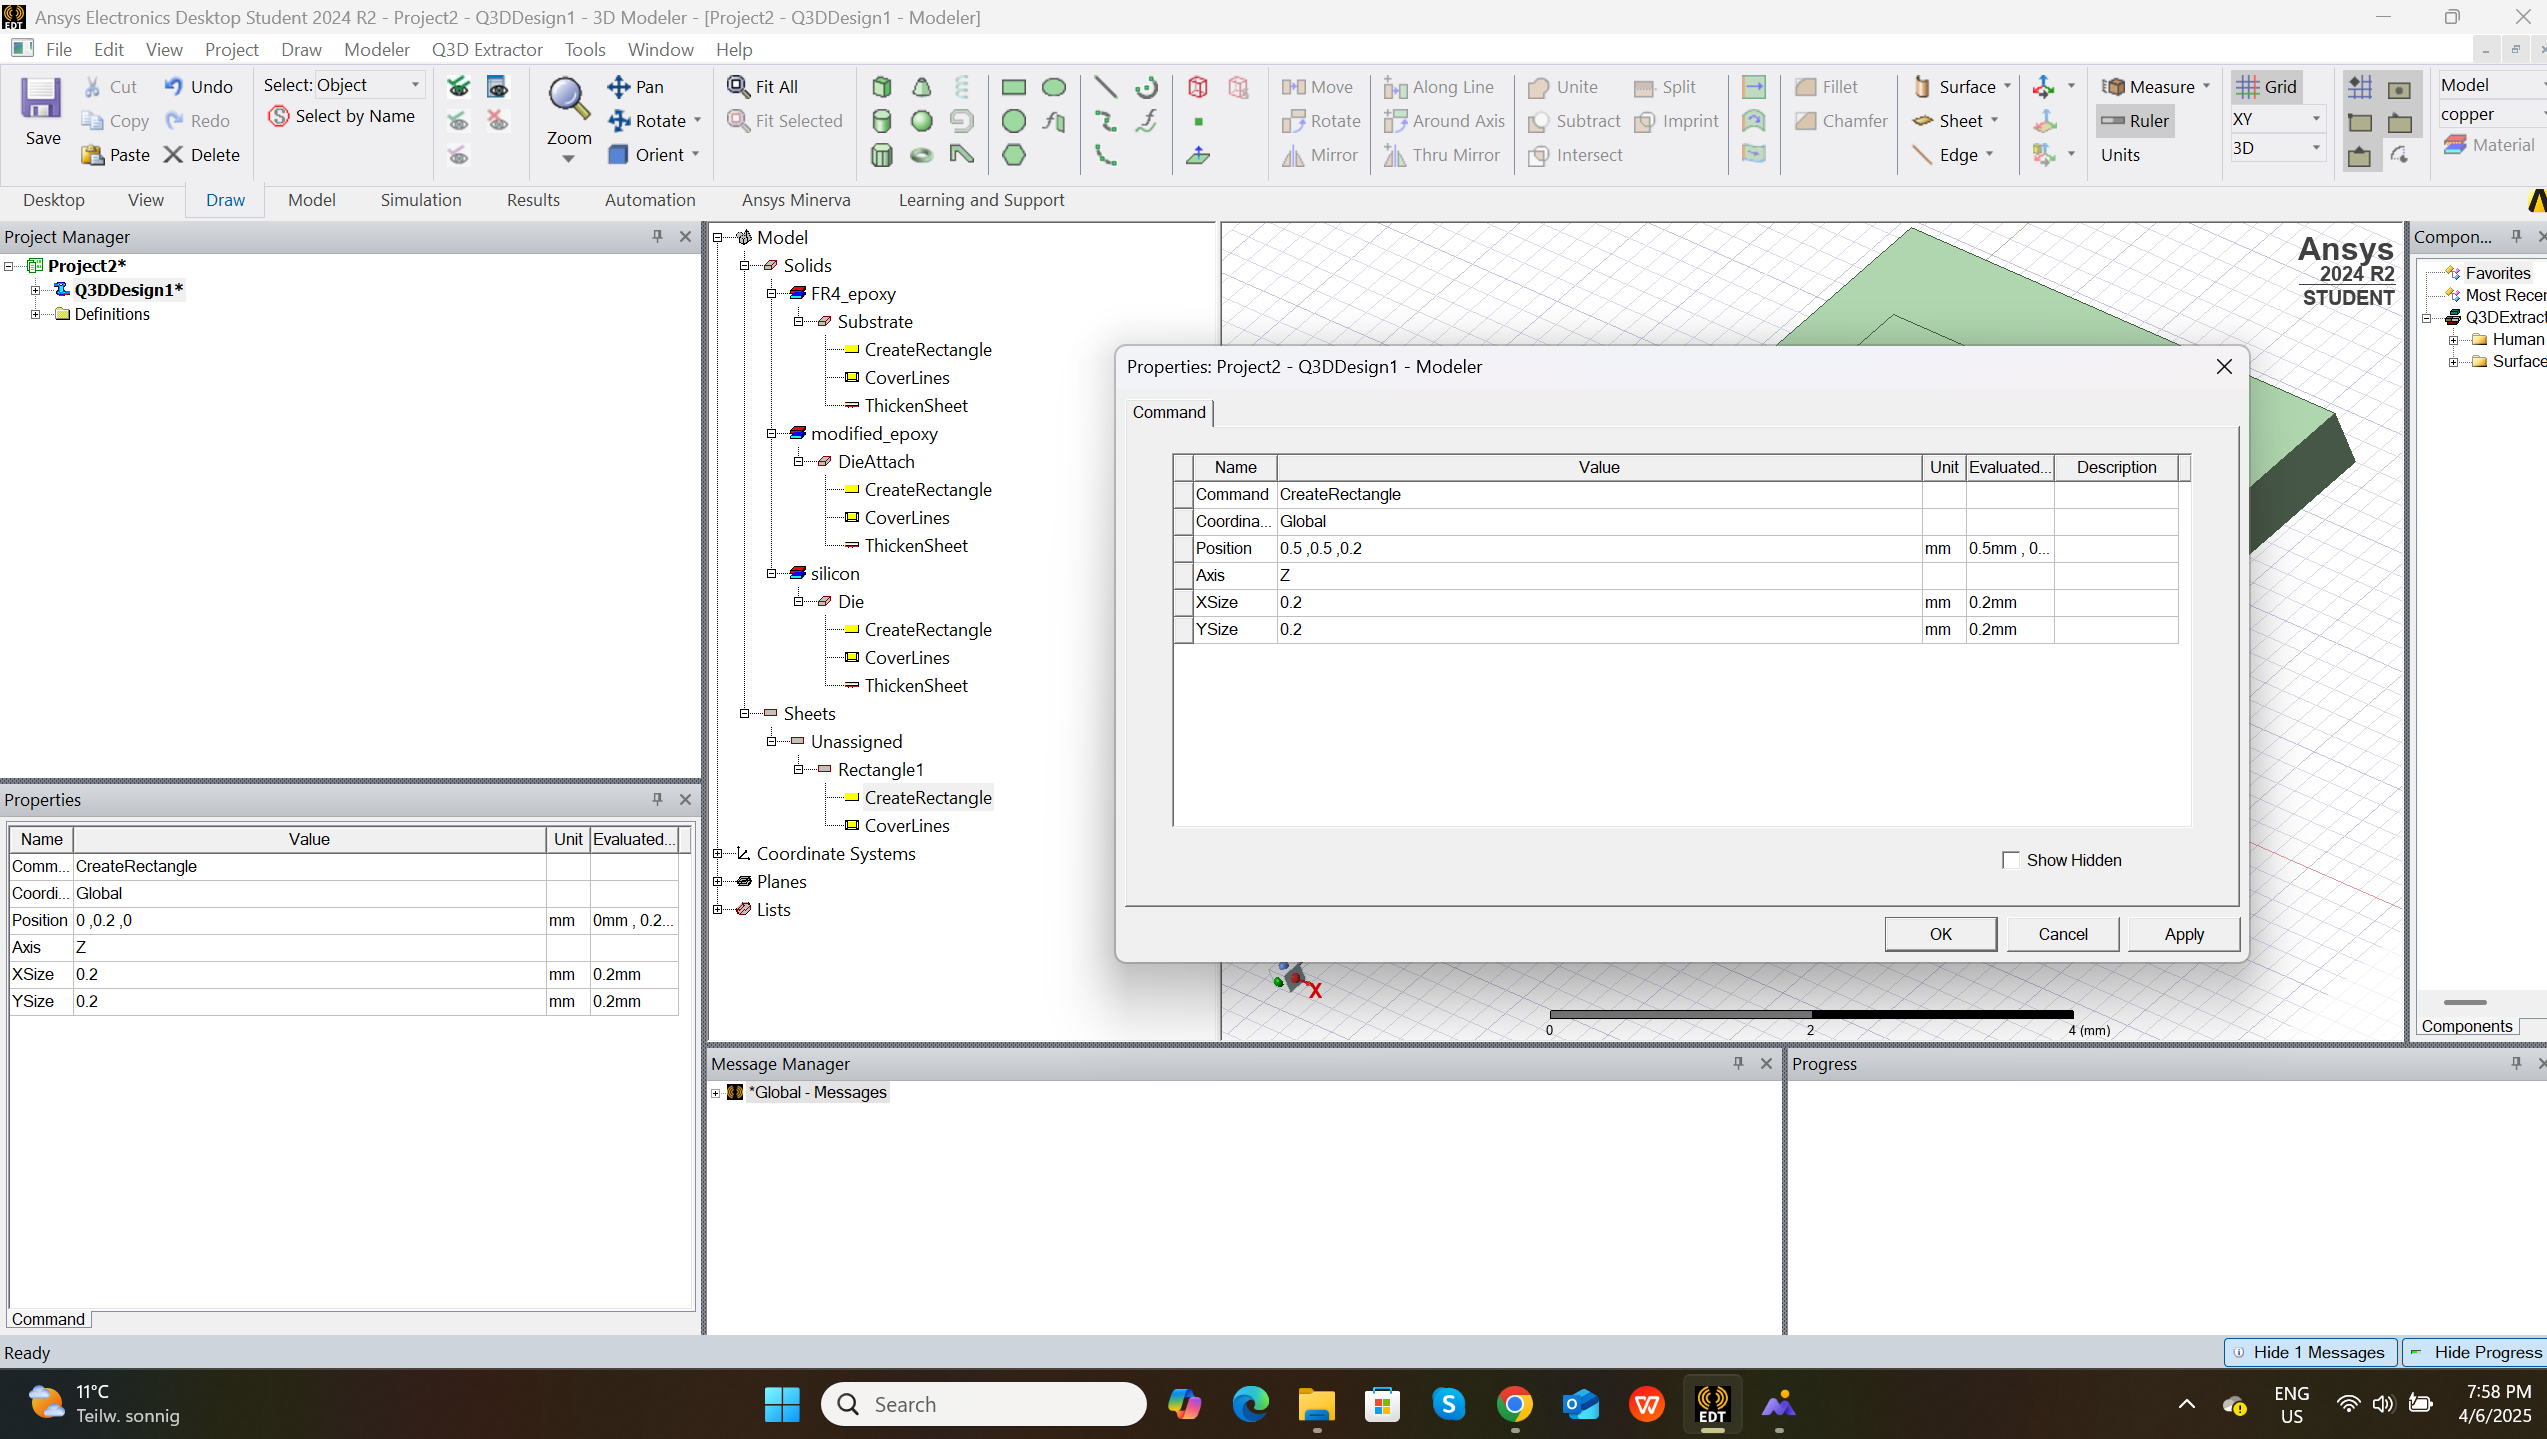 Ansys Electronics Desktop Student 2024 R2 - Project2 - Q3DDesign1 - 3D Modeler - [Project2 - Q3DDesign1 - Modeler]
File Edit View Project Draw Modeler Q3D Extractor Tools Window Help
Save
Cut
Copy
Paste
Undo
Redo
Delete
Select: Object
Select by Name
Zoom
Pan
Rotate
Orient
Fit All
Fit Selected
Move
Rotate
Mirror
Along Line
Around Axis
Thru Mirror
Unite
Subtract
Intersect
Split
Imprint
Fillet
Chamfer
Surface
Sheet
Edge
Measure
Ruler
Units
Grid
XY
3D
Model
copper
Material
Desktop View Draw Model Simulation Results Automation Ansys Minerva Learning and Support
Project Manager
Project2*
Q3DDesign1*
Definitions
Model
Solids
FR4_epoxy
Substrate
CreateRectangle
CoverLines
ThickenSheet
modified_epoxy
DieAttach
CreateRectangle
CoverLines
ThickenSheet
silicon
Die
CreateRectangle
CoverLines
ThickenSheet
Sheets
Unassigned
Rectangle1
CreateRectangle
CoverLines
Coordinate Systems
Planes
Lists
Ansys
2024 R2
STUDENT
Compon...
Favorites
Most Recen
Q3DExtract
Human
Surface
Components
Properties: Project2 - Q3DDesign1 - Modeler
Command
Name Value Unit Evaluated... Description
Command CreateRectangle
Coordina... Global
Position 0.5 ,0.5 ,0.2 mm 0.5mm , 0...
Axis Z
XSize 0.2 mm 0.2mm
YSize 0.2 mm 0.2mm
Show Hidden
OK Cancel Apply
X
0 2 4 (mm)
Properties
Name Value Unit Evaluated...
Comm... CreateRectangle
Coordi... Global
Position 0 ,0.2 ,0 mm 0mm , 0.2...
Axis Z
XSize 0.2 mm 0.2mm
YSize 0.2 mm 0.2mm
Command
Message Manager
*Global - Messages
Progress
Ready
Hide 1 Messages
Hide Progress
11°C
Teilw. sonnig
Search
EDT
ENG
US
7:58 PM
4/6/2025